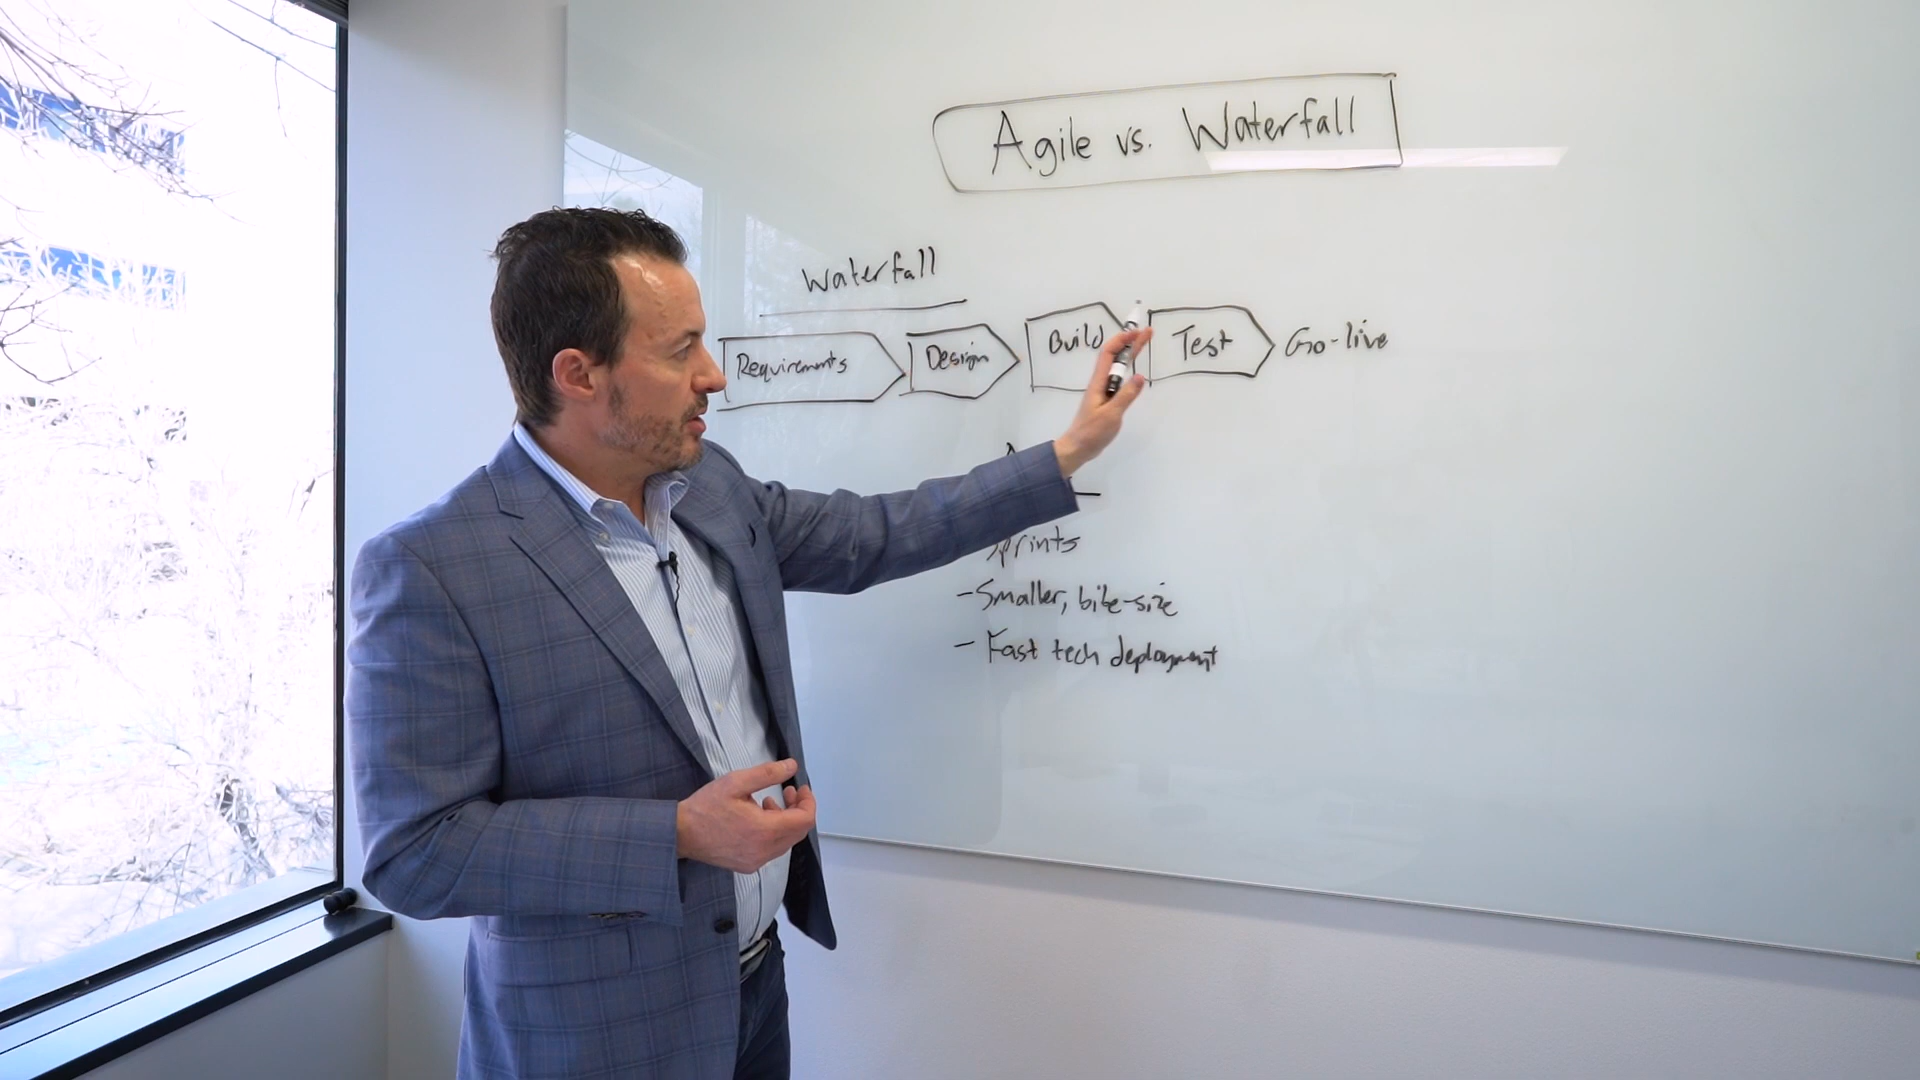 Agile vs. Waterfall
Waterfall
Requirements Design Build Test Go-live
Sprints
- Smaller, bite-size
- Fast tech deployment